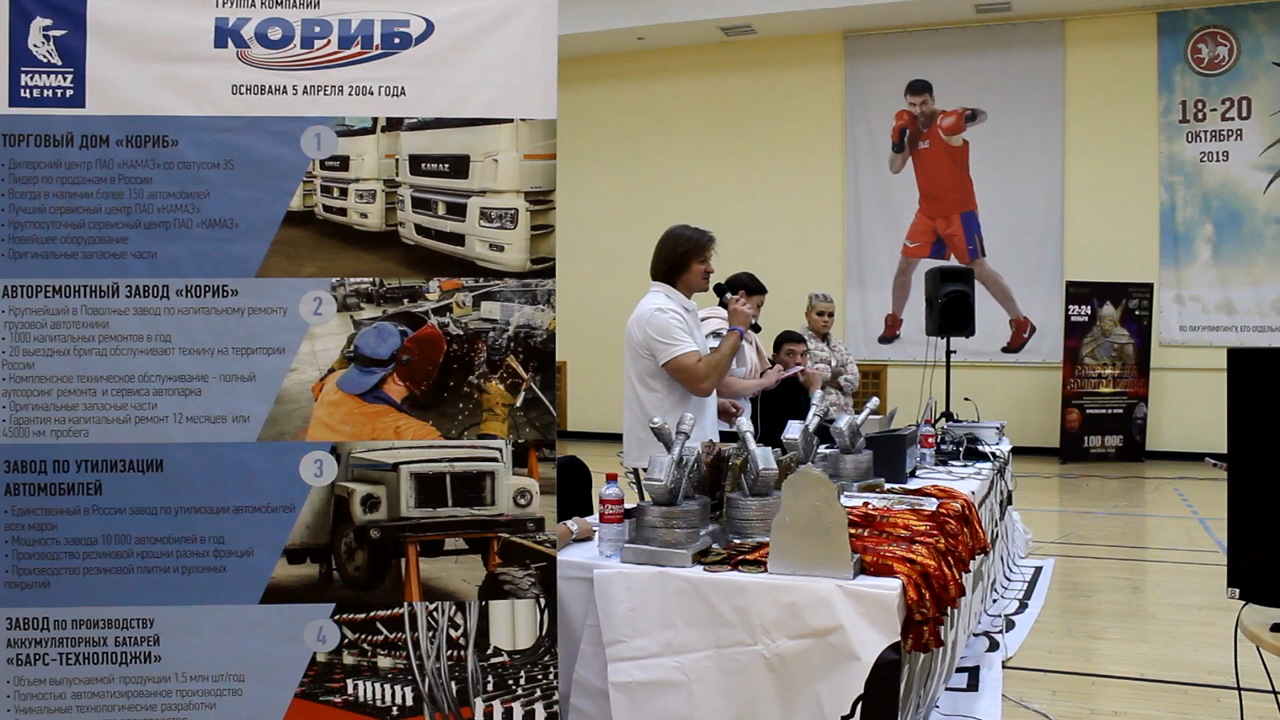 ГРУППА КОМПАНИЙ
КОРИБ
ОСНОВАНА 5 АПРЕЛЯ 2004 ГОДА
KAMAZ
ЦЕНТР
ТОРГОВЫЙ ДОМ «КОРИБ»
1
• Дилерский центр ПАО «КАМАЗ» со статусом 3S
• Лидер по продажам в России
• Всегда в наличии более 150 автомобилей
• Лучший сервисный центр ПАО «КАМАЗ»
• Круглосуточный сервисный центр ПАО «КАМАЗ»
• Новейшее оборудование
• Оригинальные запасные части
KAMAZ
KAMAZ
АВТОРЕМОНТНЫЙ ЗАВОД «КОРИБ»
2
• Крупнейший в Поволжье завод по капитальному ремонту
грузовой автотехники
• 1000 капитальных ремонтов в год
• 20 выездных бригад обслуживают технику на территории
России
• Комплексное техническое обслуживание - полный
аутсорсинг ремонта и сервиса автопарка
• Оригинальные запасные части
• Гарантия на капитальный ремонт 12 месяцев или
45000 км. пробега
ЗАВОД ПО УТИЛИЗАЦИИ
АВТОМОБИЛЕЙ
3
• Единственный в России завод по утилизации автомобилей
всех марок
• Мощность завода 10 000 автомобилей в год
• Производство резиновой крошки разных фракций
• Производство резиновой плитки и рулонных
покрытий
ЗАВОД ПО ПРОИЗВОДСТВУ
АККУМУЛЯТОРНЫХ БАТАРЕЙ
«БАРС-ТЕХНОЛОДЖИ»
4
• Объем выпускаемой продукции 1.5 млн шт/год
• Полностью автоматизированное производство
• Уникальные технологические разработки
18-20
ОКТЯБРЯ
2019
ПО ПАУЭРЛИФТИНГУ, ЕГО ОТДЕЛЬ
22-24
НОЯБРЯ
100 000